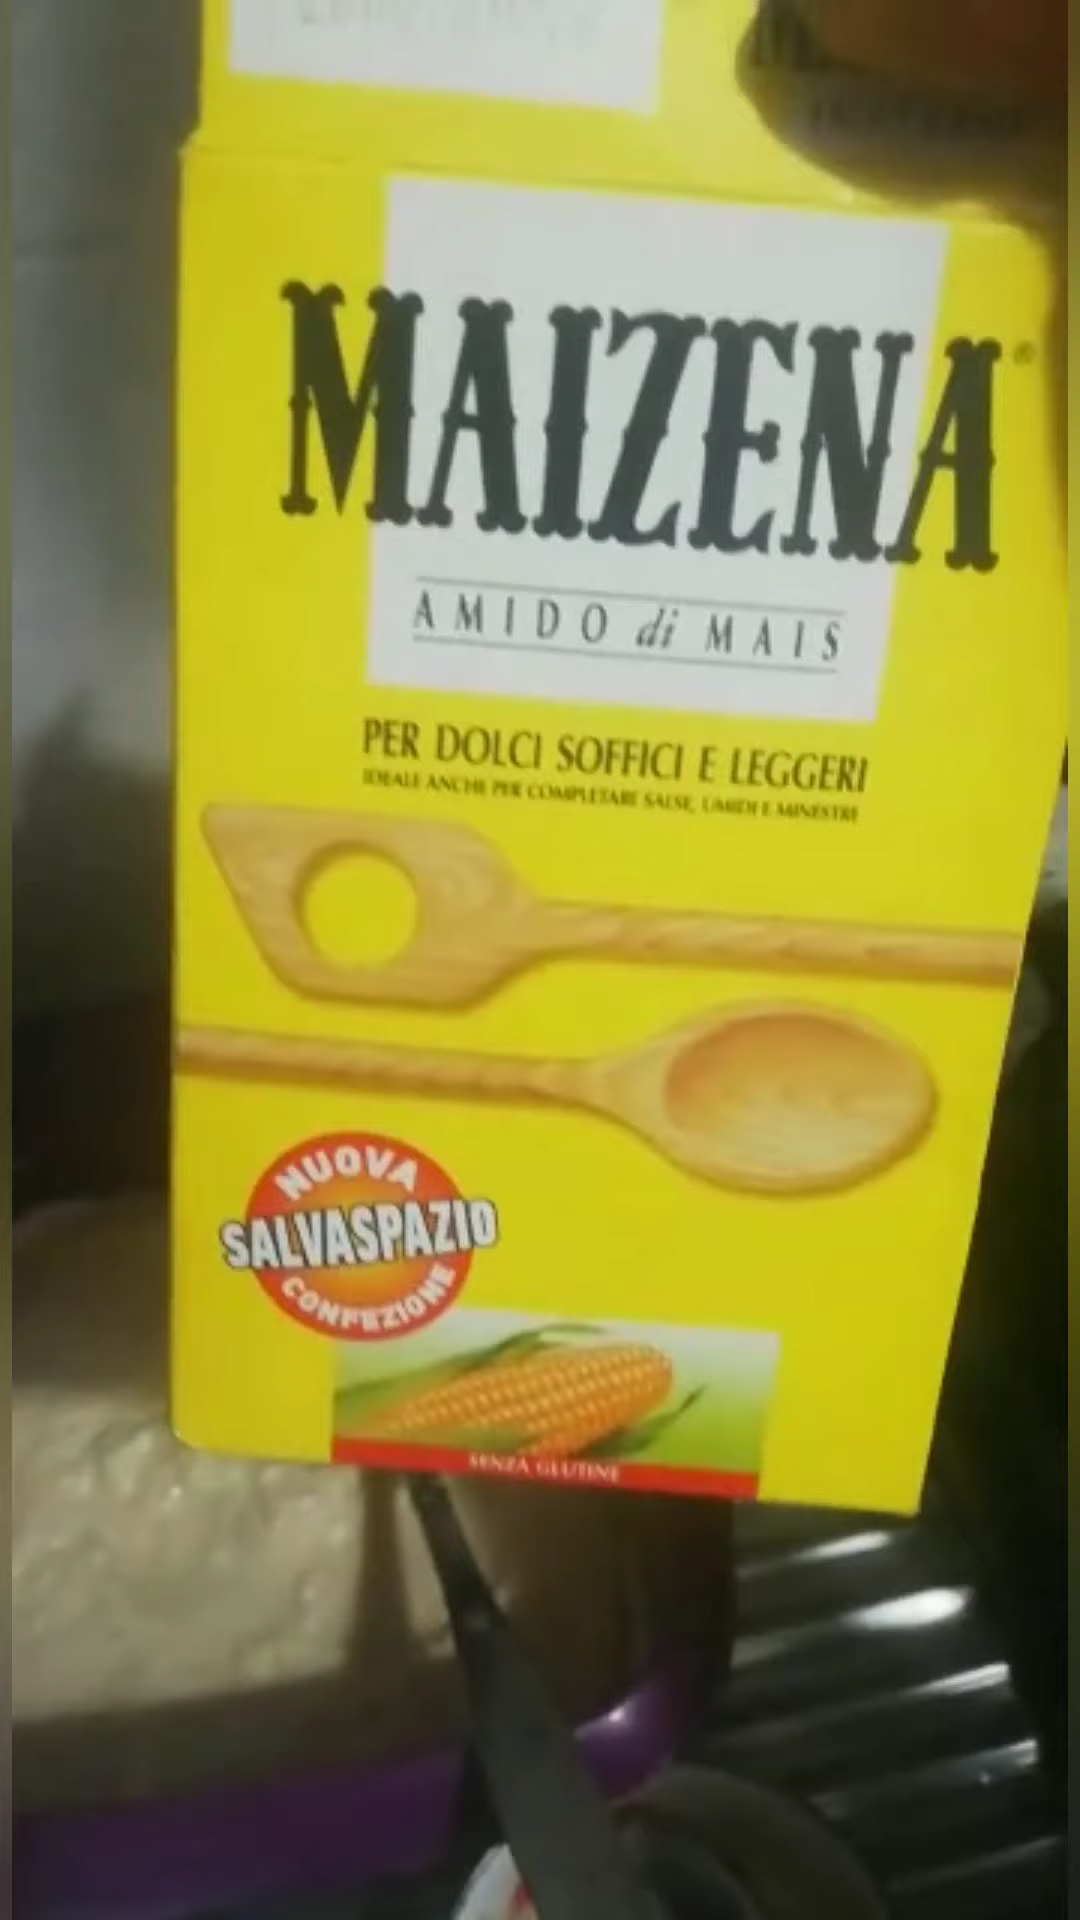 MAIZENA®
AMIDO di MAIS
PER DOLCI SOFFICI E LEGGERI
IDEALE ANCHE PER COMPLETARE SALSE, UMIDI E MINESTRE
NUOVA
SALVASPAZIO
CONFEZIONE
SENZA GLUTINE